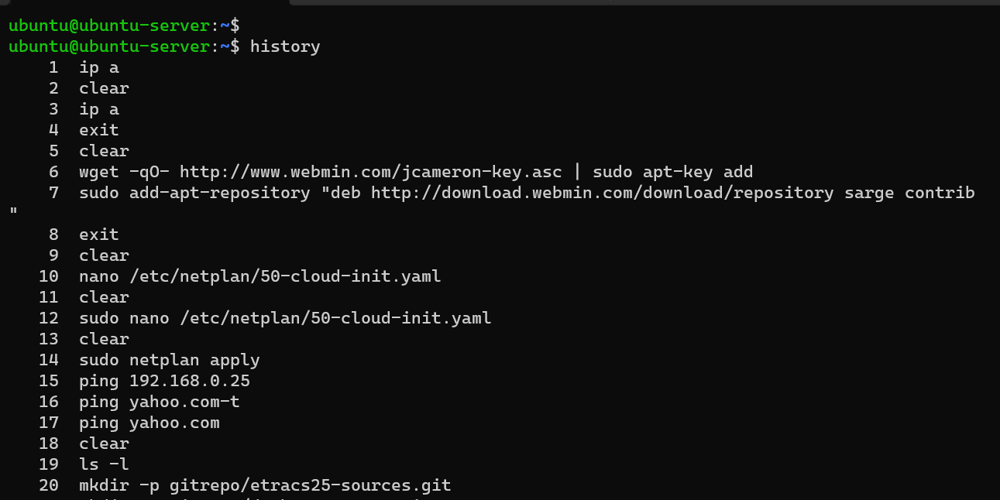 ubuntu@ubuntu-server:~$
ubuntu@ubuntu-server:~$ history
    1  ip a
    2  clear
    3  ip a
    4  exit
    5  clear
    6  wget -qO- http://www.webmin.com/jcameron-key.asc | sudo apt-key add
    7  sudo add-apt-repository "deb http://download.webmin.com/download/repository sarge contrib
"
    8  exit
    9  clear
   10  nano /etc/netplan/50-cloud-init.yaml
   11  clear
   12  sudo nano /etc/netplan/50-cloud-init.yaml
   13  clear
   14  sudo netplan apply
   15  ping 192.168.0.25
   16  ping yahoo.com-t
   17  ping yahoo.com
   18  clear
   19  ls -l
   20  mkdir -p gitrepo/etracs25-sources.git